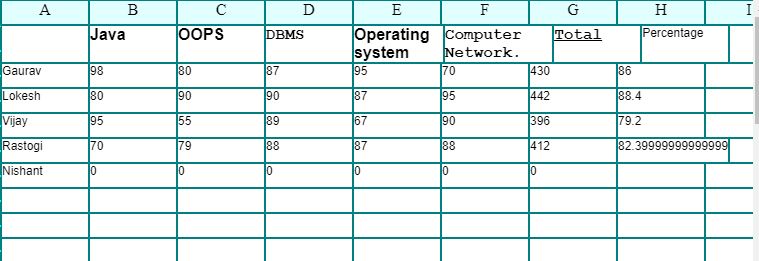 A B C D E F G H I
Java OOPS DBMS Operating system Computer Network. Total Percentage
Gaurav 98 80 87 95 70 430 86
Lokesh 80 90 90 87 95 442 88.4
Vijay 95 55 89 67 90 396 79.2
Rastogi 70 79 88 87 88 412 82.39999999999999
Nishant 0 0 0 0 0 0